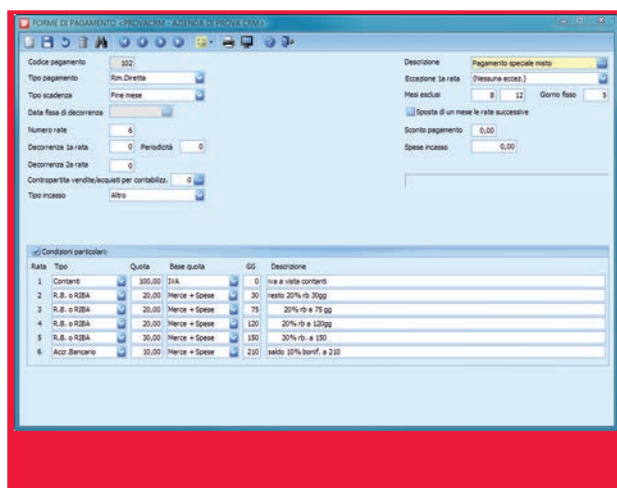 FORME DI PAGAMENTO <PROVACRM - AZIENDA DI PROVA CRM>
Codice pagamento 102 Descrizione Pagamento speciale misto
Tipo pagamento Rim.Diretta Eccezione 1a rata (Nessuna eccez.)
Tipo scadenza Fine mese Mesi esclusi 8 12 Giorno fisso 5
Data fissa di decorrenza Sposta di un mese le rate successive
Numero rate 6 Sconto pagamento 0,00
Decorrenza 1a rata 0 Periodicità 0 Spese incasso 0,00
Decorrenza 2a rata 0
Contropartita vendite/acquisti per contabilizz. 0
Tipo incasso Altro
Condizioni particolari:
Rata Tipo Quota Base quota GG Descrizione
1 Contanti 100,00 IVA 0 iva a vista contanti
2 R.B. o RIBA 20,00 Merce + Spese 30 resto 20% rb 30gg
3 R.B. o RIBA 20,00 Merce + Spese 75 20% rb a 75 gg
4 R.B. o RIBA 20,00 Merce + Spese 120 20% rb a 120gg
5 R.B. o RIBA 30,00 Merce + Spese 150 30% rb. a 150
6 Accr.Bancario 10,00 Merce + Spese 210 saldo 10% bonif. a 210